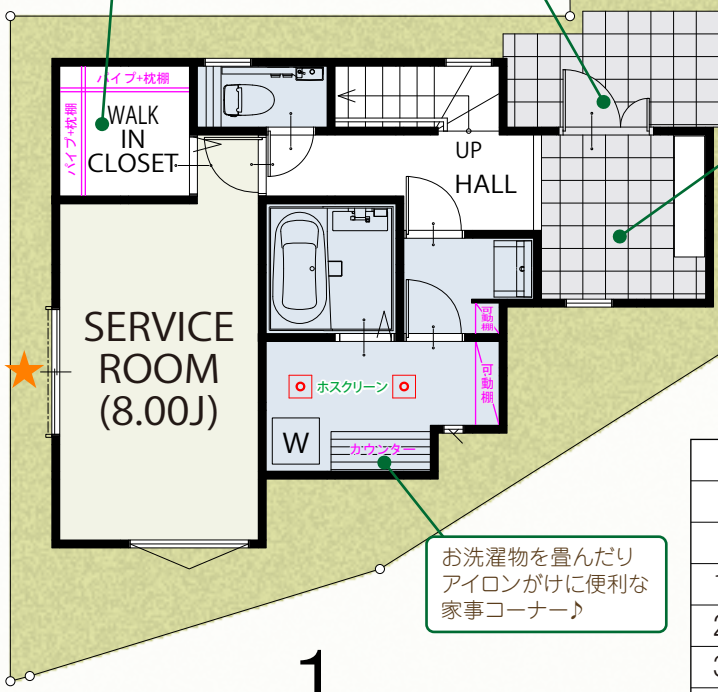 パイプ+枕棚
パイプ+枕棚
WALK
IN
CLOSET
UP
HALL
SERVICE
ROOM
(8.00J)
可動棚
可動棚
ホスクリーン
W
カウンター
お洗濯物を畳んだり
アイロンがけに便利な
家事コーナー♪
1
2
3